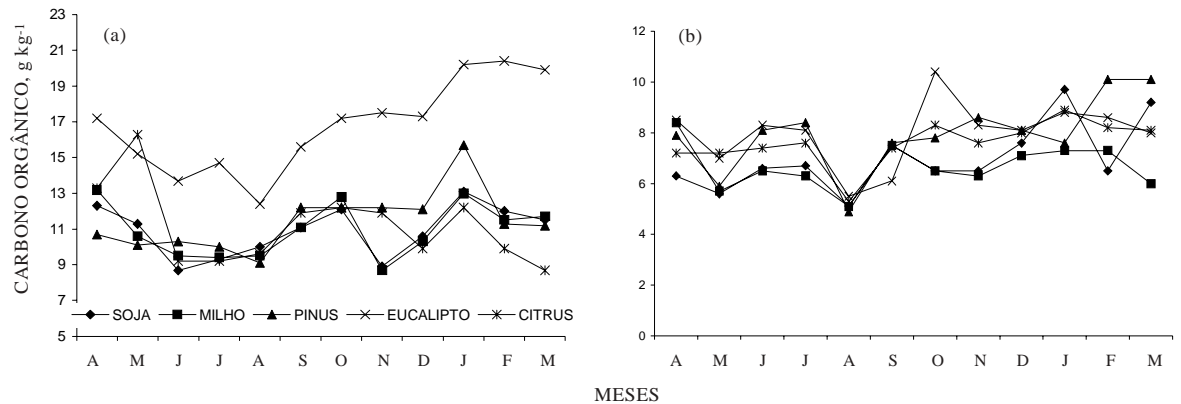 CARBONO ORGÂNICO, g kg⁻¹
(a)
23
21
19
17
15
13
11
9
7
5
SOJA MILHO PINUS EUCALIPTO CITRUS
A M J J A S O N D J F M
(b)
12
10
8
6
4
2
0
A M J J A S O N D J F M
MESES